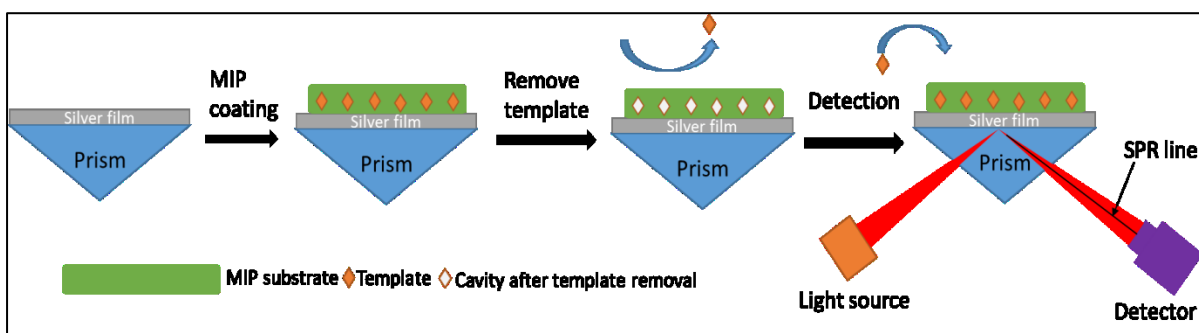 Silver film
Prism
MIP
coating
Silver film
Prism
Remove
template
Silver film
Prism
Detection
Silver film
Prism
SPR line
MIP substrate
Template
Cavity after template removal
Light source
Detector